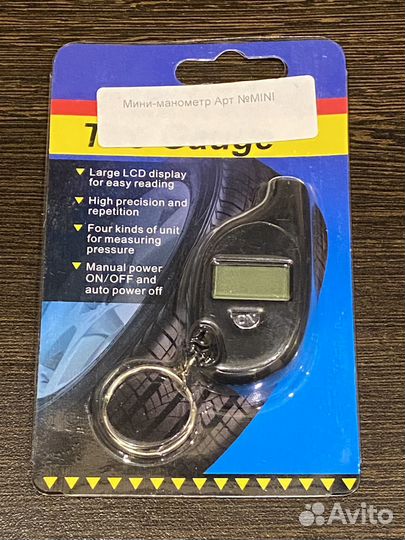 Мини-манометр Арт №MINI
Gauge
Large LCD display
for easy reading
High precision and
repetition
Four kinds of unit
for measuring
pressure
Manual power
ON/OFF and
auto power off
ON
Avito